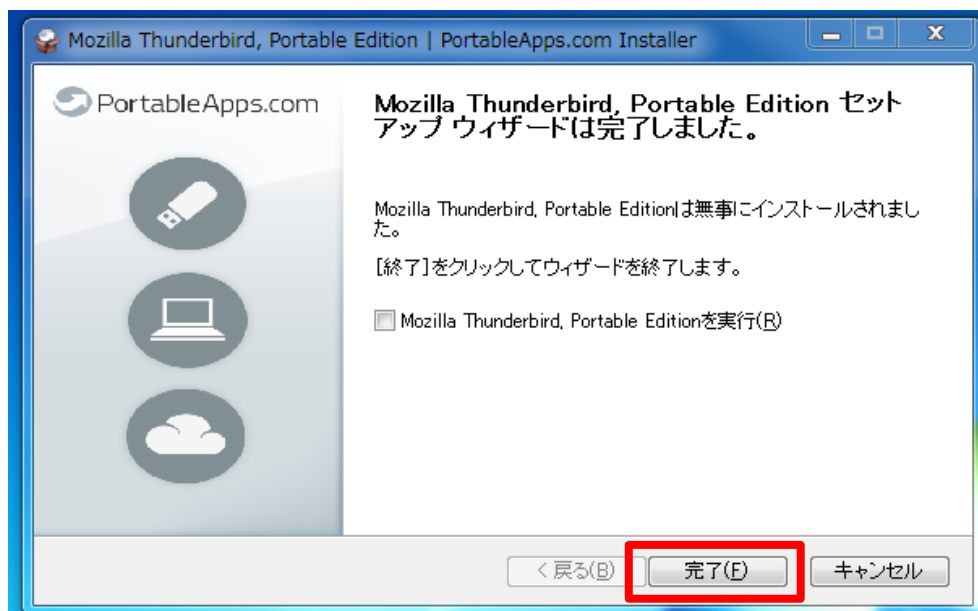 Mozilla Thunderbird, Portable Edition | PortableApps.com Installer
PortableApps.com
Mozilla Thunderbird, Portable Edition セット
アップ ウィザードは完了しました。
Mozilla Thunderbird, Portable Editionは無事にインストールされまし
た。
[終了]をクリックしてウィザードを終了します。
Mozilla Thunderbird, Portable Editionを実行(R)
< 戻る(B)
完了(F)
キャンセル